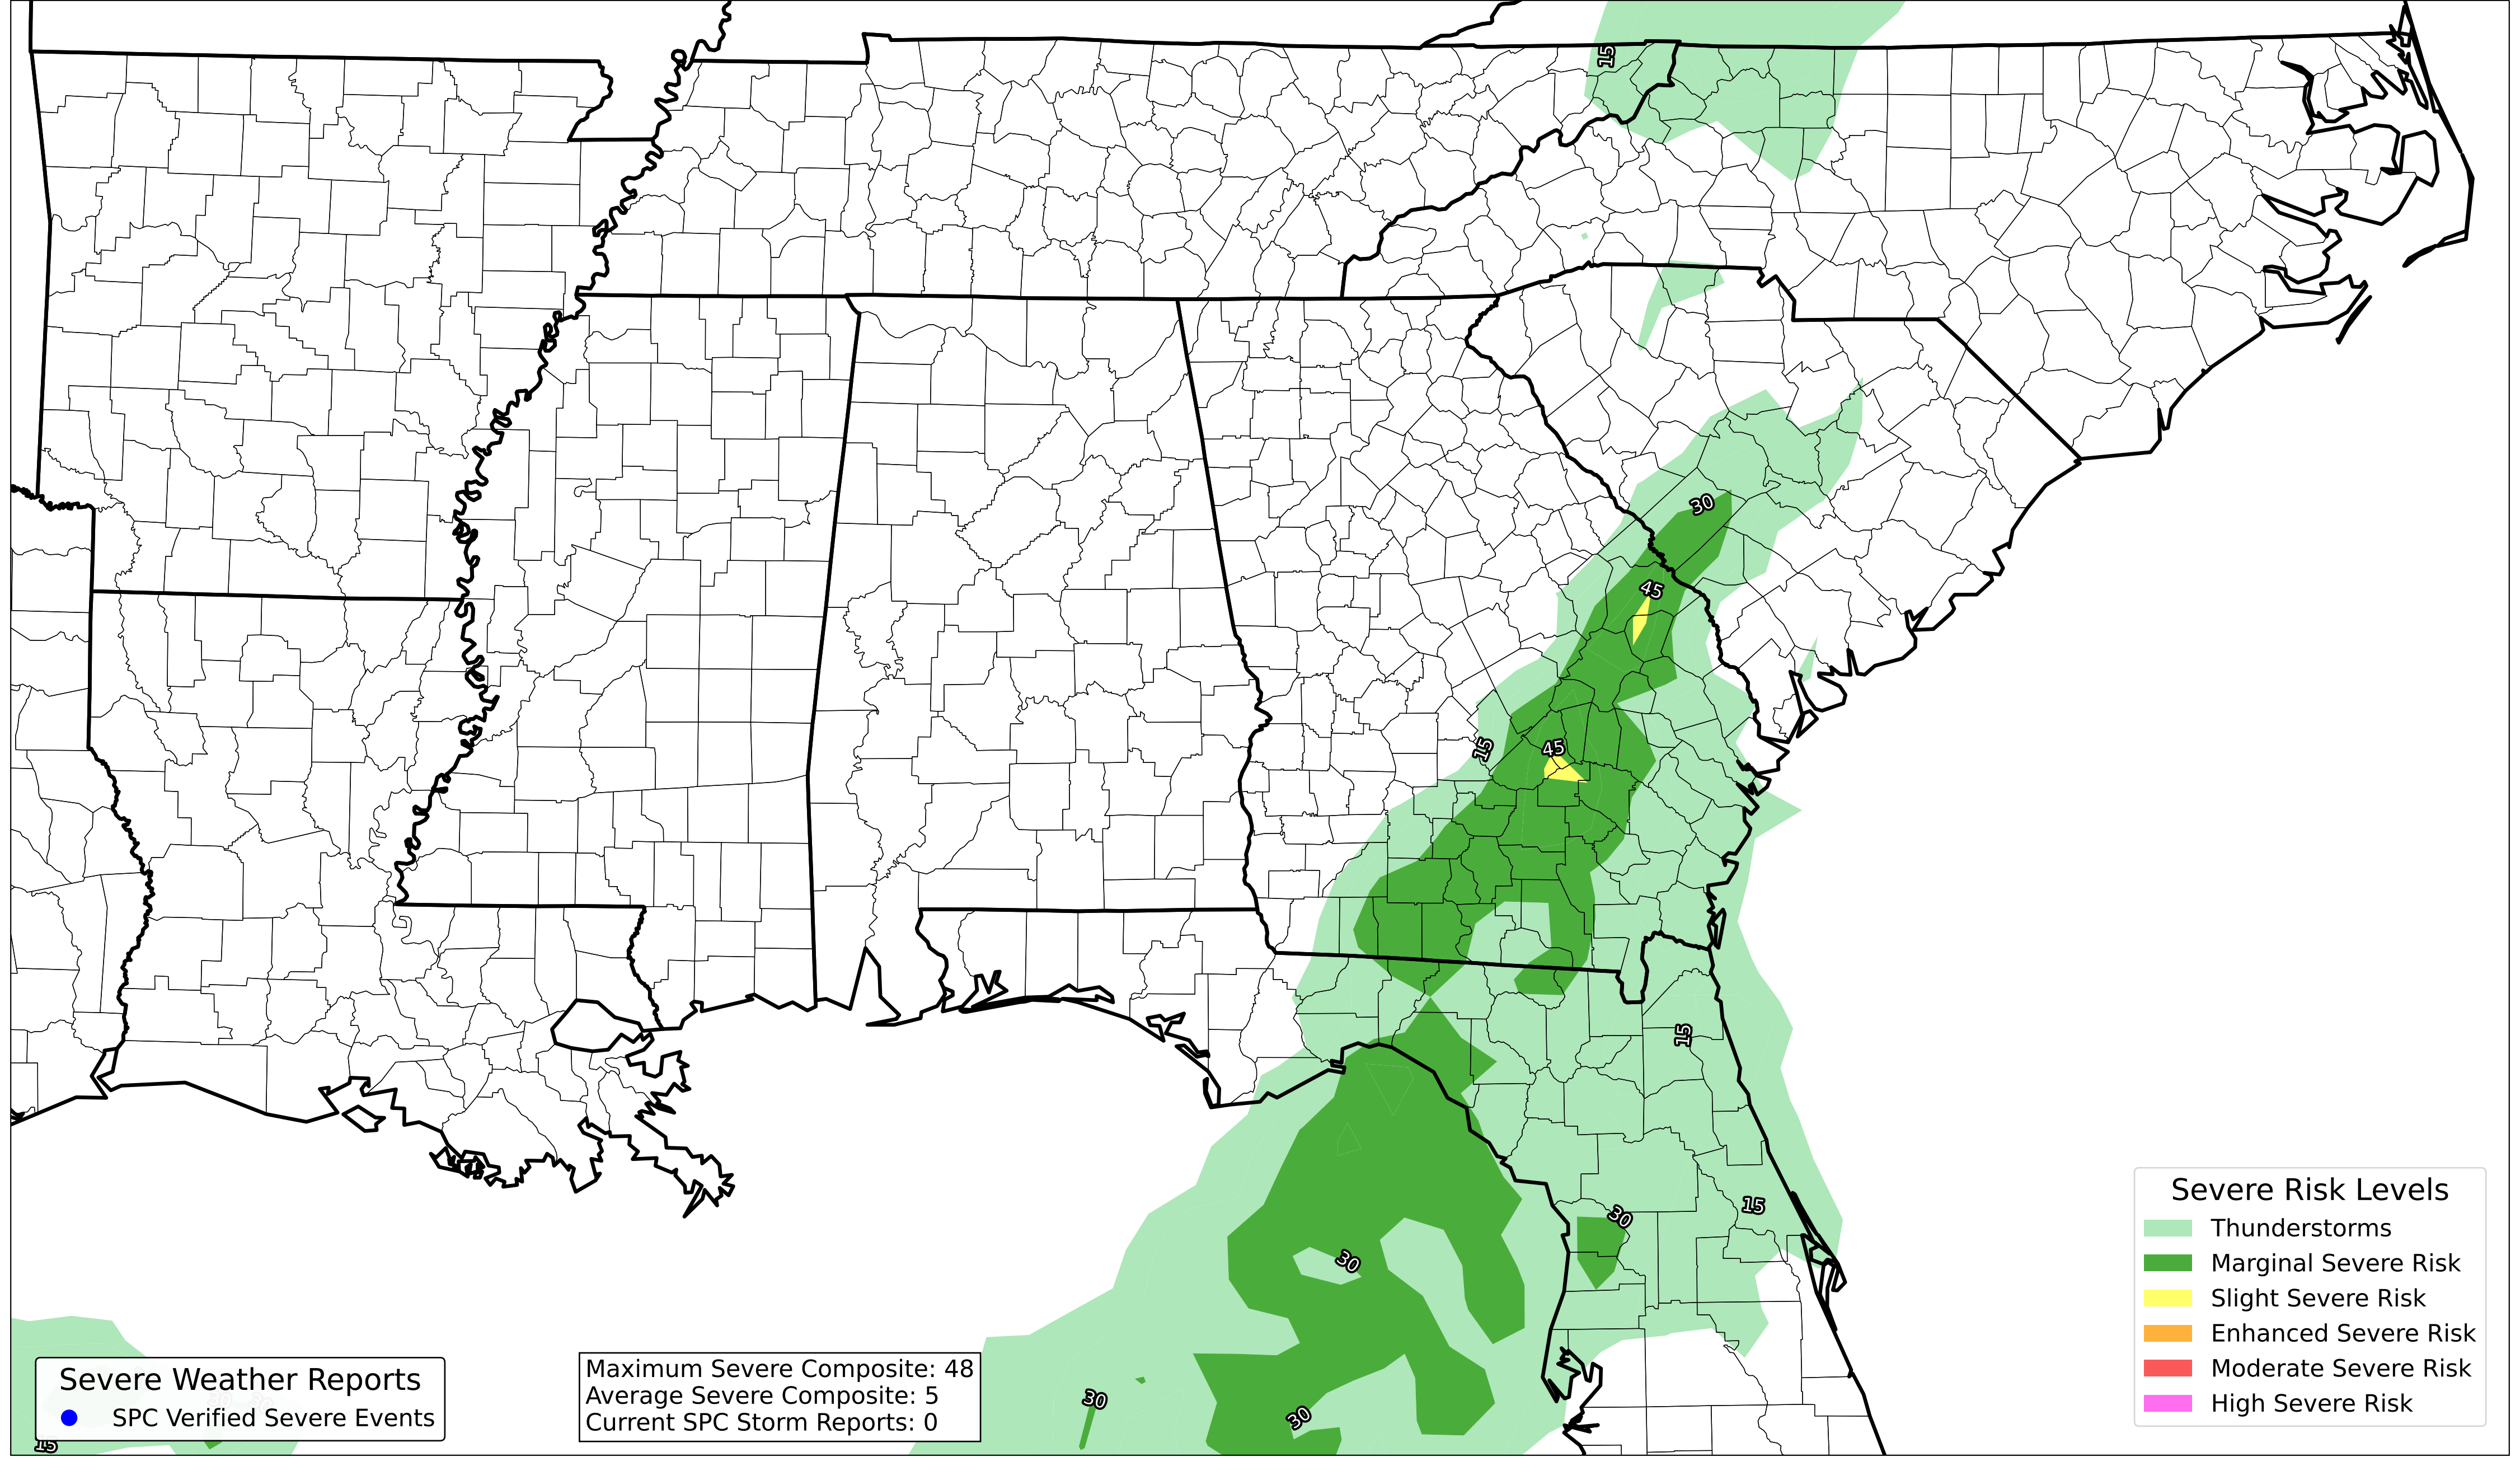 15
30
45
45
15
15
15
30
30
30
30
15
Severe Weather Reports
SPC Verified Severe Events
Maximum Severe Composite: 48
Average Severe Composite: 5
Current SPC Storm Reports: 0
Severe Risk Levels
Thunderstorms
Marginal Severe Risk
Slight Severe Risk
Enhanced Severe Risk
Moderate Severe Risk
High Severe Risk